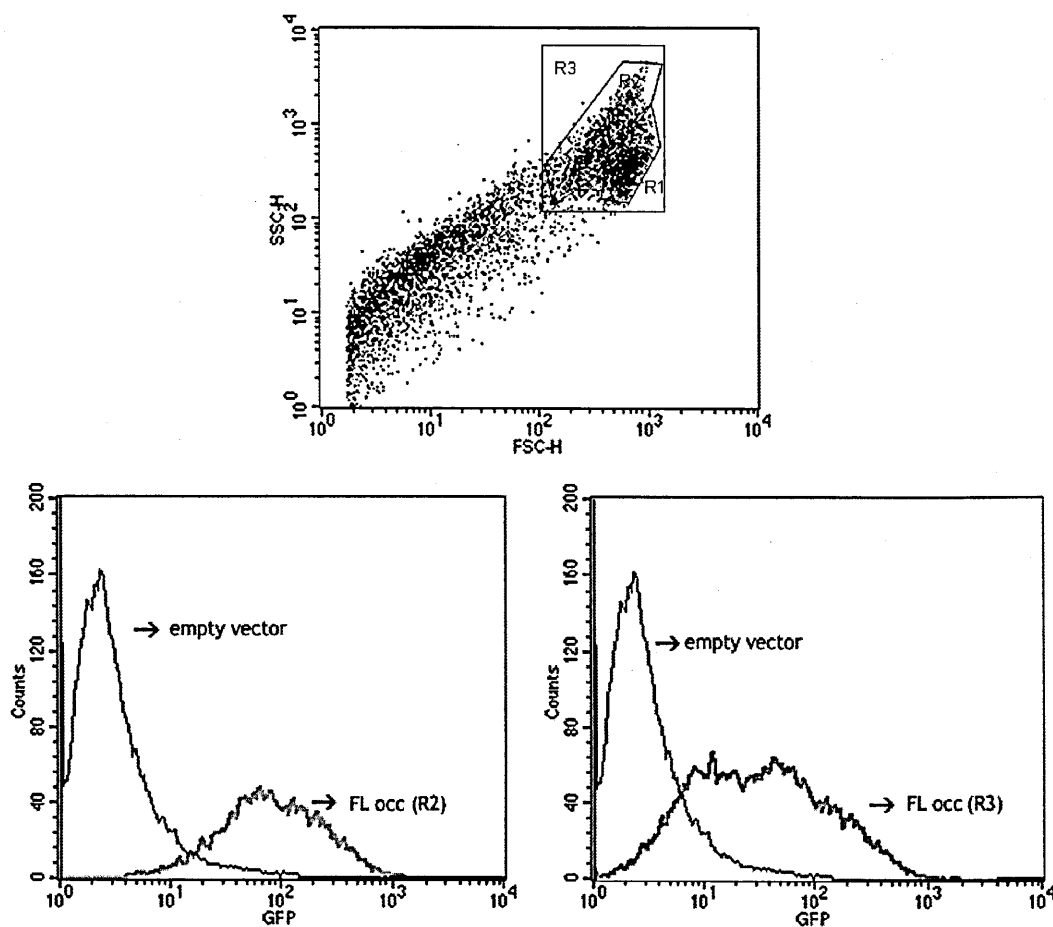 10⁴
10³
10²
10¹
10⁰
SSC-H
R3
R2
R1
10⁰ 10¹ 10² 10³ 10⁴
FSC-H
200
160
120
80
40
0
Counts
→ empty vector
→ FL occ (R2)
10⁰ 10¹ 10² 10³ 10⁴
GFP
200
160
120
80
40
0
Counts
→ empty vector
→ FL occ (R3)
10⁰ 10¹ 10² 10³ 10⁴
GFP